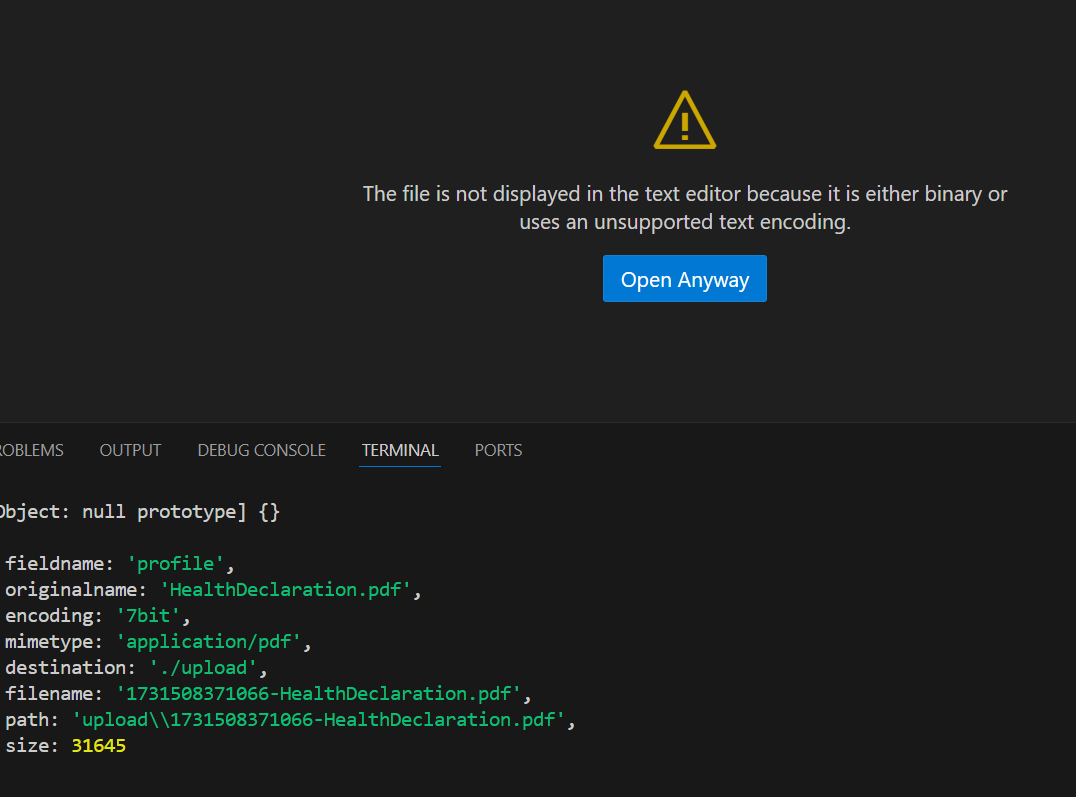 The file is not displayed in the text editor because it is either binary or
uses an unsupported text encoding.
Open Anyway
ROBLEMS OUTPUT DEBUG CONSOLE TERMINAL PORTS
Object: null prototype] {}
fieldname: 'profile',
originalname: 'HealthDeclaration.pdf',
encoding: '7bit',
mimetype: 'application/pdf',
destination: './upload',
filename: '1731508371066-HealthDeclaration.pdf',
path: 'upload\\1731508371066-HealthDeclaration.pdf',
size: 31645